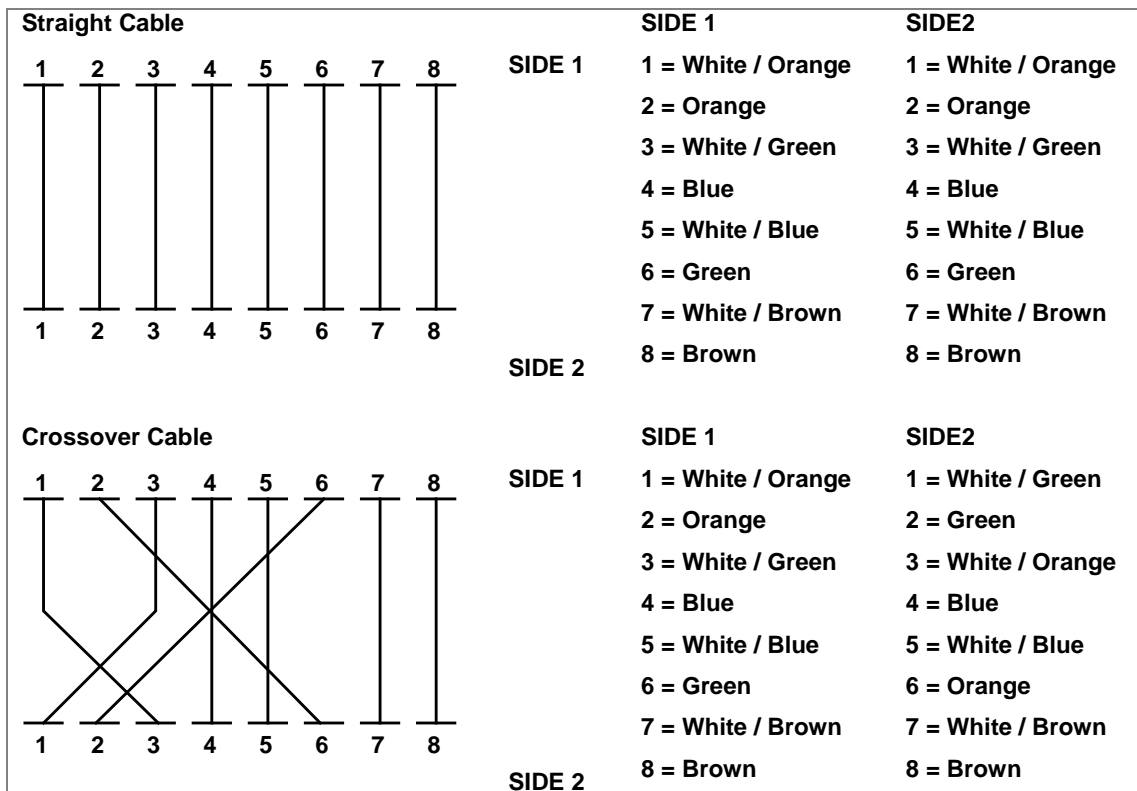 Straight Cable
1 2 3 4 5 6 7 8
SIDE 1
1 2 3 4 5 6 7 8
SIDE 2
SIDE 1
1 = White / Orange
2 = Orange
3 = White / Green
4 = Blue
5 = White / Blue
6 = Green
7 = White / Brown
8 = Brown
SIDE2
1 = White / Orange
2 = Orange
3 = White / Green
4 = Blue
5 = White / Blue
6 = Green
7 = White / Brown
8 = Brown
Crossover Cable
1 2 3 4 5 6 7 8
SIDE 1
1 2 3 4 5 6 7 8
SIDE 2
SIDE 1
1 = White / Orange
2 = Orange
3 = White / Green
4 = Blue
5 = White / Blue
6 = Green
7 = White / Brown
8 = Brown
SIDE2
1 = White / Green
2 = Green
3 = White / Orange
4 = Blue
5 = White / Blue
6 = Orange
7 = White / Brown
8 = Brown